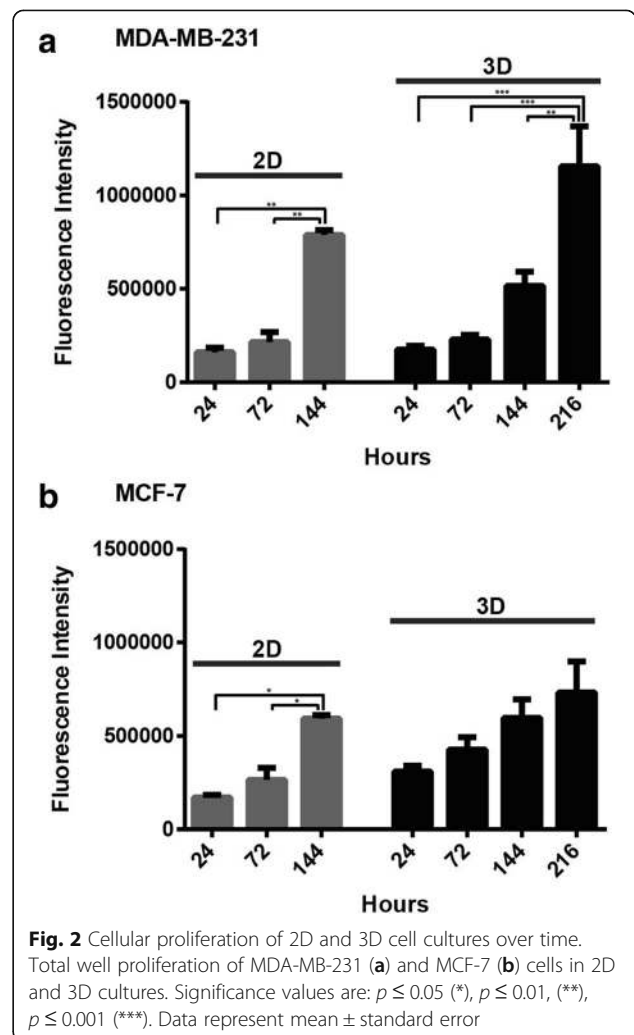 a MDA-MB-231
3D
*** 
***
**
2D
**
**
Fluorescence Intensity
1500000
1000000
500000
0
24 72 144 24 72 144 216
Hours
b MCF-7
3D
2D
*
*
Fluorescence Intensity
1500000
1000000
500000
0
24 72 144 24 72 144 216
Hours
Fig. 2 Cellular proliferation of 2D and 3D cell cultures over time.
Total well proliferation of MDA-MB-231 (a) and MCF-7 (b) cells in 2D
and 3D cultures. Significance values are: p ≤ 0.05 (*), p ≤ 0.01, (**),
p ≤ 0.001 (***). Data represent mean ± standard error